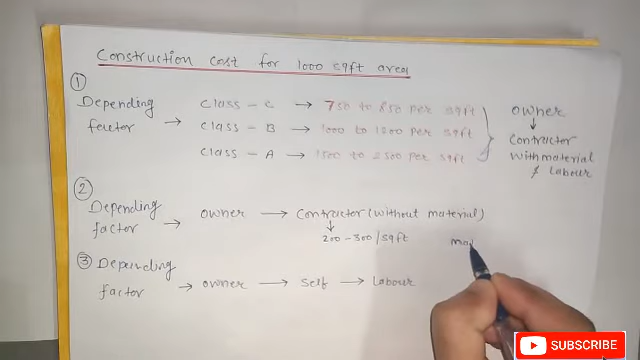 Construction cost for 1000 sqft area
①
Depending factor → Class - C → 750 to 850 per sqft
Class - B → 1000 to 1200 per sqft
Class - A → 1500 to 2500 per sqft
owner
↓
Contractor
with material
& Labour
②
Depending factor → owner → Contractor (without material)
↓
200 - 300 / sqft
ma
③ Depending factor → owner → Self → Labour
SUBSCRIBE